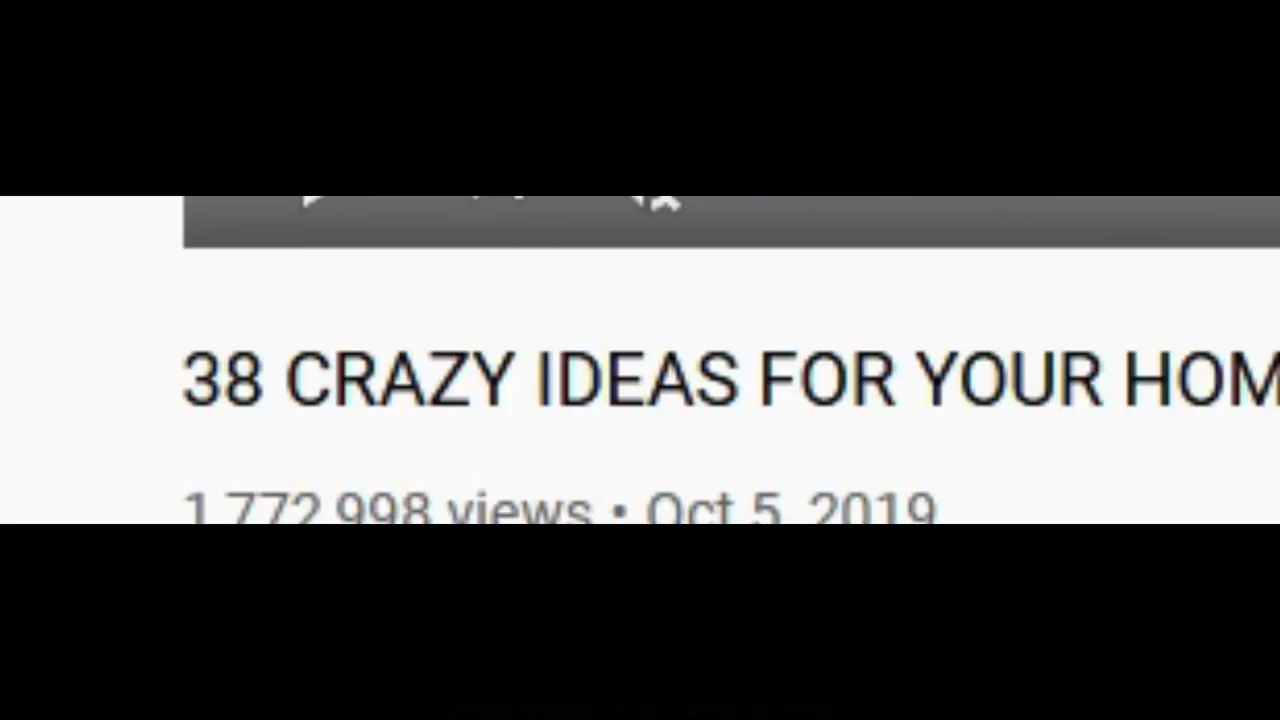 38 CRAZY IDEAS FOR YOUR HOM
1,772,998 views • Oct 5, 2019